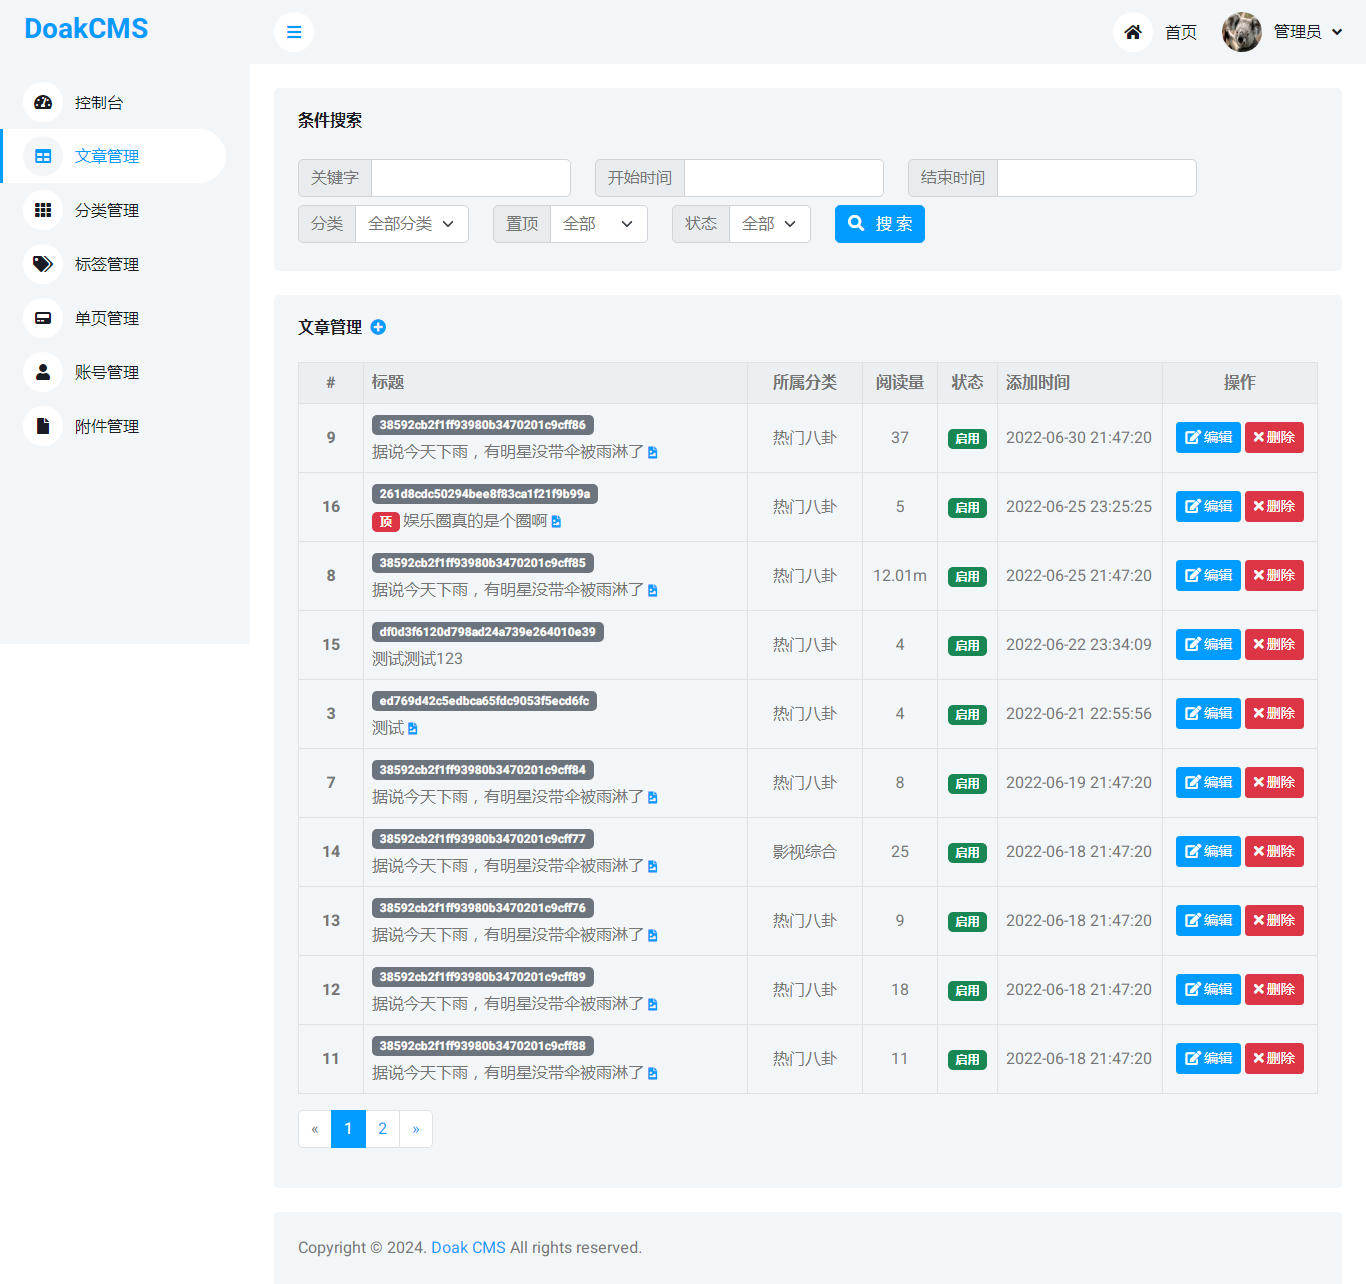 DoakCMS
首页 管理员
控制台
文章管理
分类管理
标签管理
单页管理
账号管理
附件管理
条件搜索
关键字 开始时间 结束时间
分类 全部分类 置顶 全部 状态 全部 搜 索
文章管理
# 标题 所属分类 阅读量 状态 添加时间 操作
38592cb2f1ff93980b3470201c9cff86
9 据说今天下雨，有明星没带伞被雨淋了 热门八卦 37 启用 2022-06-30 21:47:20 编辑 删除
261d8cdc50294bee8f83ca1f21f9b99a
16 顶 娱乐圈真的是个圈啊 热门八卦 5 启用 2022-06-25 23:25:25 编辑 删除
38592cb2f1ff93980b3470201c9cff85
8 据说今天下雨，有明星没带伞被雨淋了 热门八卦 12.01m 启用 2022-06-25 21:47:20 编辑 删除
df0d3f6120d798ad24a739e264010e39
15 测试测试123 热门八卦 4 启用 2022-06-22 23:34:09 编辑 删除
ed769d42c5edbca65fdc9053f5ecd6fc
3 测试 热门八卦 4 启用 2022-06-21 22:55:56 编辑 删除
38592cb2f1ff93980b3470201c9cff84
7 据说今天下雨，有明星没带伞被雨淋了 热门八卦 8 启用 2022-06-19 21:47:20 编辑 删除
38592cb2f1ff93980b3470201c9cff77
14 据说今天下雨，有明星没带伞被雨淋了 影视综合 25 启用 2022-06-18 21:47:20 编辑 删除
38592cb2f1ff93980b3470201c9cff76
13 据说今天下雨，有明星没带伞被雨淋了 热门八卦 9 启用 2022-06-18 21:47:20 编辑 删除
38592cb2f1ff93980b3470201c9cff89
12 据说今天下雨，有明星没带伞被雨淋了 热门八卦 18 启用 2022-06-18 21:47:20 编辑 删除
38592cb2f1ff93980b3470201c9cff88
11 据说今天下雨，有明星没带伞被雨淋了 热门八卦 11 启用 2022-06-18 21:47:20 编辑 删除
« 1 2 »
Copyright © 2024. Doak CMS All rights reserved.